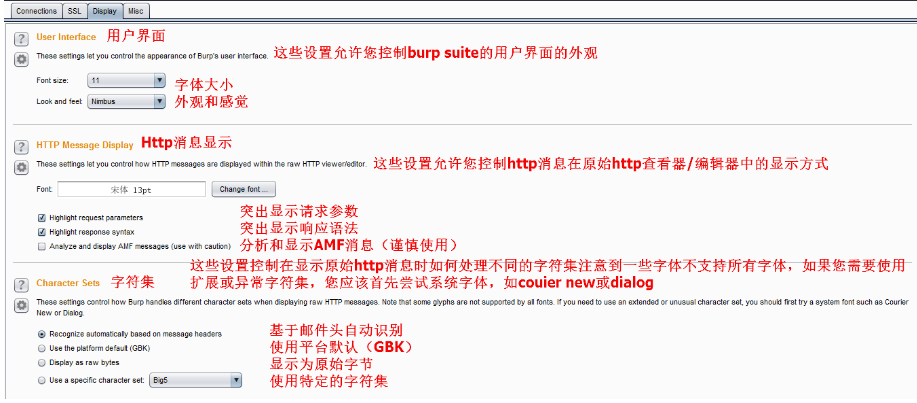 Connections SSL Display Misc
User Interface 用户界面
These settings let you control the appearance of Burp's user interface. 这些设置允许您控制burp suite的用户界面的外观
Font size: 11 字体大小
Look and feel: Nimbus 外观和感觉
HTTP Message Display Http消息显示
These settings let you control how HTTP messages are displayed within the raw HTTP viewer/editor. 这些设置允许您控制http消息在原始http查看器/编辑器中的显示方式
Font: 宋体 13pt Change font ...
Highlight request parameters 突出显示请求参数
Highlight response syntax 突出显示响应语法
Analyze and display AMF messages (use with caution) 分析和显示AMF消息（谨慎使用）
这些设置控制在显示原始http消息时如何处理不同的字符集注意到一些字体不支持所有字体，如果您需要使用
Character Sets 字符集 扩展或异常字符集，您应该首先尝试系统字体，如couier new或dialog
These settings control how Burp handles different character sets when displaying raw HTTP messages. Note that some glyphs are not supported by all fonts. If you need to use an extended or unusual character set, you should first try a system font such as Courier
New or Dialog.
Recognize automatically based on message headers 基于邮件头自动识别
Use the platform default (GBK) 使用平台默认（GBK）
Display as raw bytes 显示为原始字节
Use a specific character set: Big5 使用特定的字符集